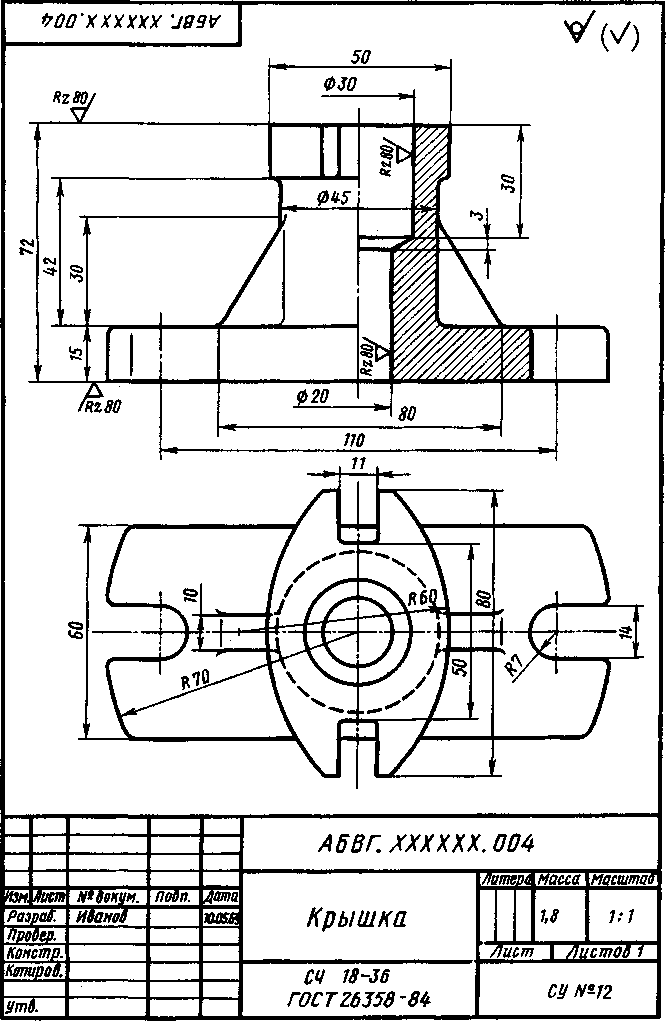 АБВГ. XXXXXX.004
(√)
50
Rz 80
Ф30
Rz 80
30
3
Ф45
72
42
30
15
Rz 80
Rz 80
Ф20
80
110
11
10
R60
80
60
50
14
R7
R70
АБВГ. XXXXXX. 004
Литера Масса Масштаб
Изм. Лист № докум. Подп. Дата
Разраб. Иванов
Крышка
1,8 1:1
Провер.
Констр.
Лист Листов 1
Копиров.
СЧ 18-36
ГОСТ 26358-84
СУ №12
Утв.